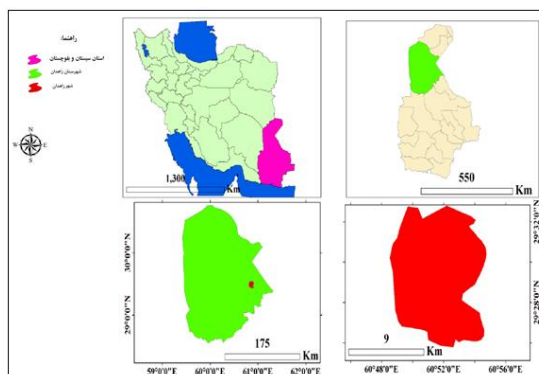 راهنما:
استان سیستان و بلوچستان
شهرستان زاهدان
شهر زاهدان
N
W
E
S
1,300
Km
550
Km
30°0'0"N
29°0'0"N
175
Km
59°0'0"E
60°0'0"E
61°0'0"E
62°0'0"E
29°32'0"N
29°28'0"N
9
Km
60°48'0"E
60°52'0"E
60°56'0"E